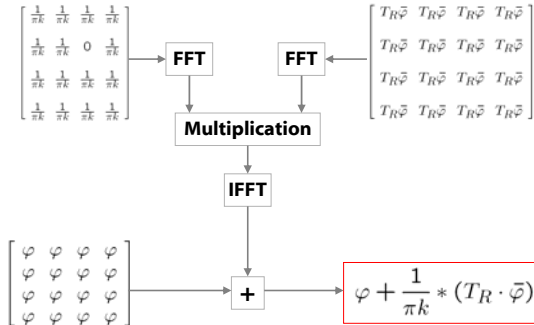 1/πk 1/πk 1/πk 1/πk
1/πk 1/πk 0 1/πk
1/πk 1/πk 1/πk 1/πk
1/πk 1/πk 1/πk 1/πk
T_Rφ̄ T_Rφ̄ T_Rφ̄ T_Rφ̄
T_Rφ̄ T_Rφ̄ T_Rφ̄ T_Rφ̄
T_Rφ̄ T_Rφ̄ T_Rφ̄ T_Rφ̄
T_Rφ̄ T_Rφ̄ T_Rφ̄ T_Rφ̄
FFT
FFT
Multiplication
IFFT
φ φ φ φ
φ φ φ φ
φ φ φ φ
φ φ φ φ
+
φ + 1/πk * (T_R · φ̄)